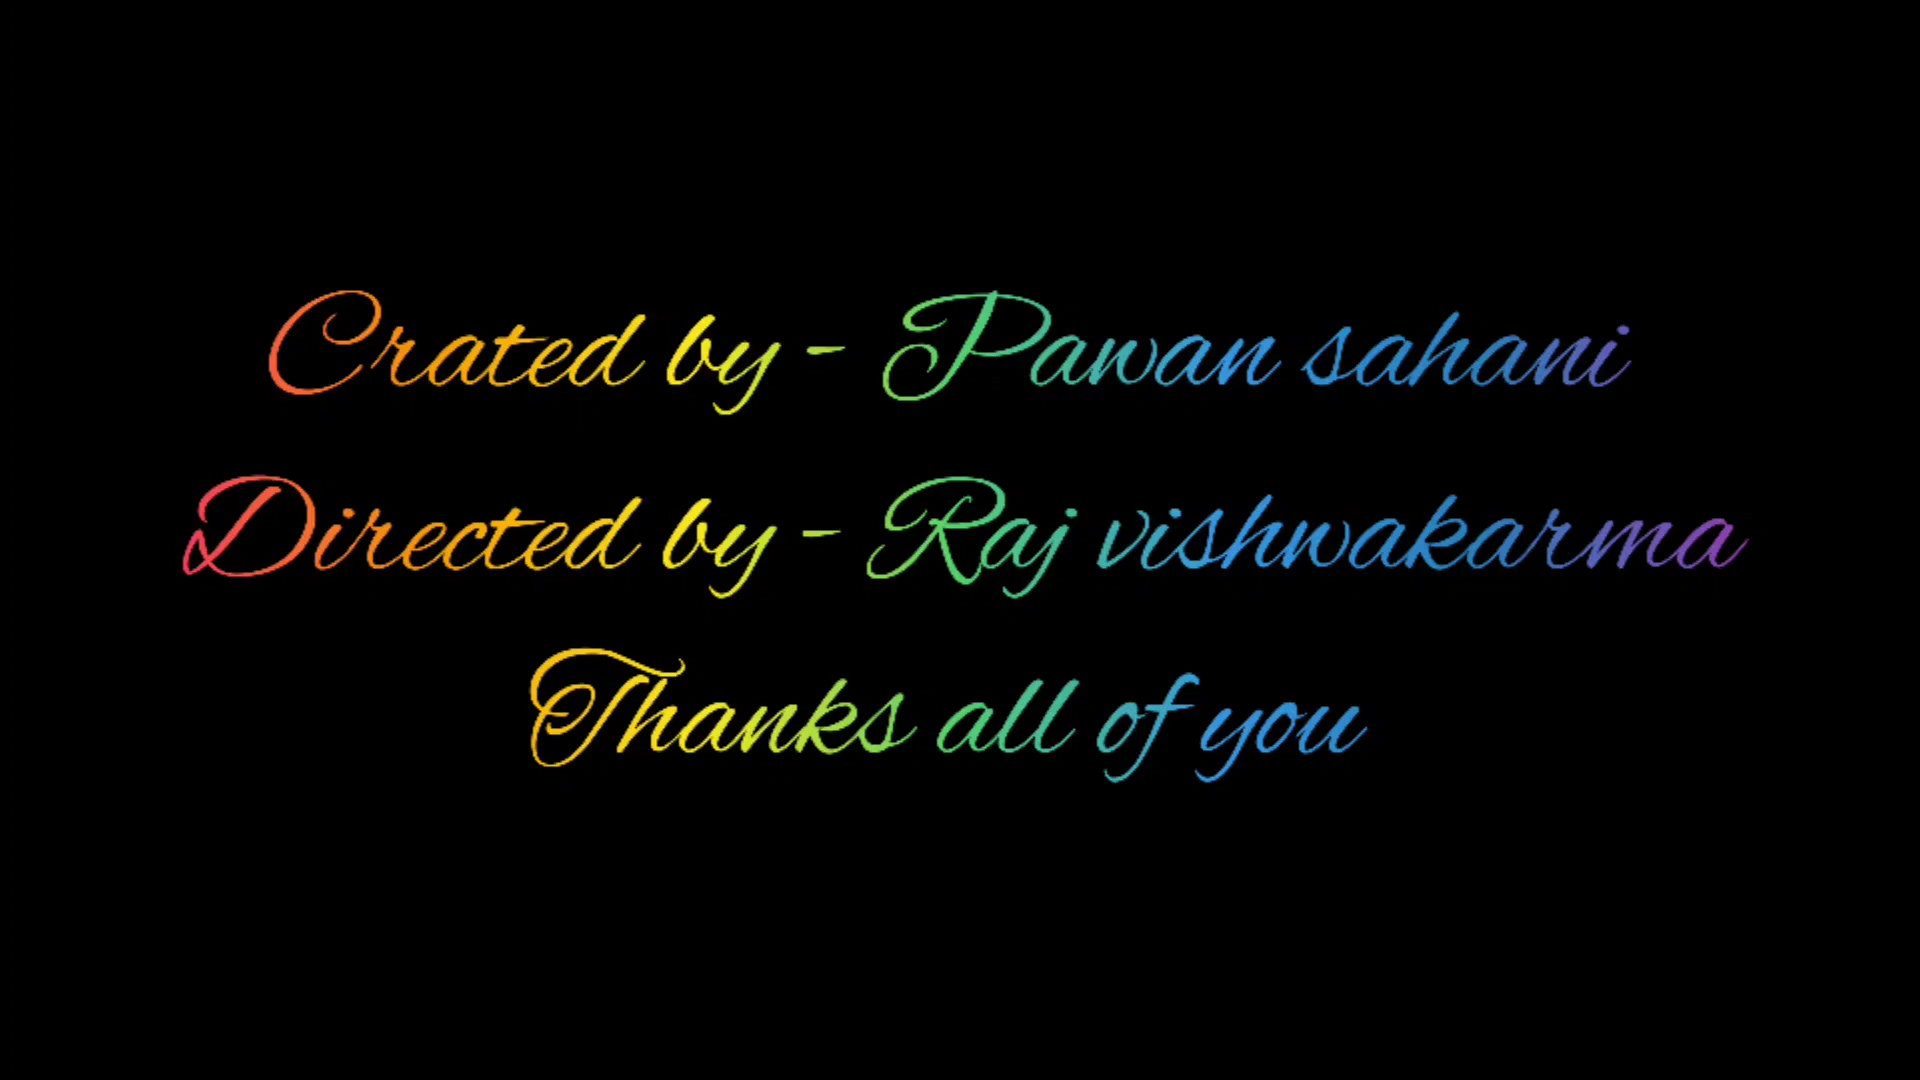 Crated by - Pawan sahani
Directed by - Raj vishwakarma
Thanks all of you